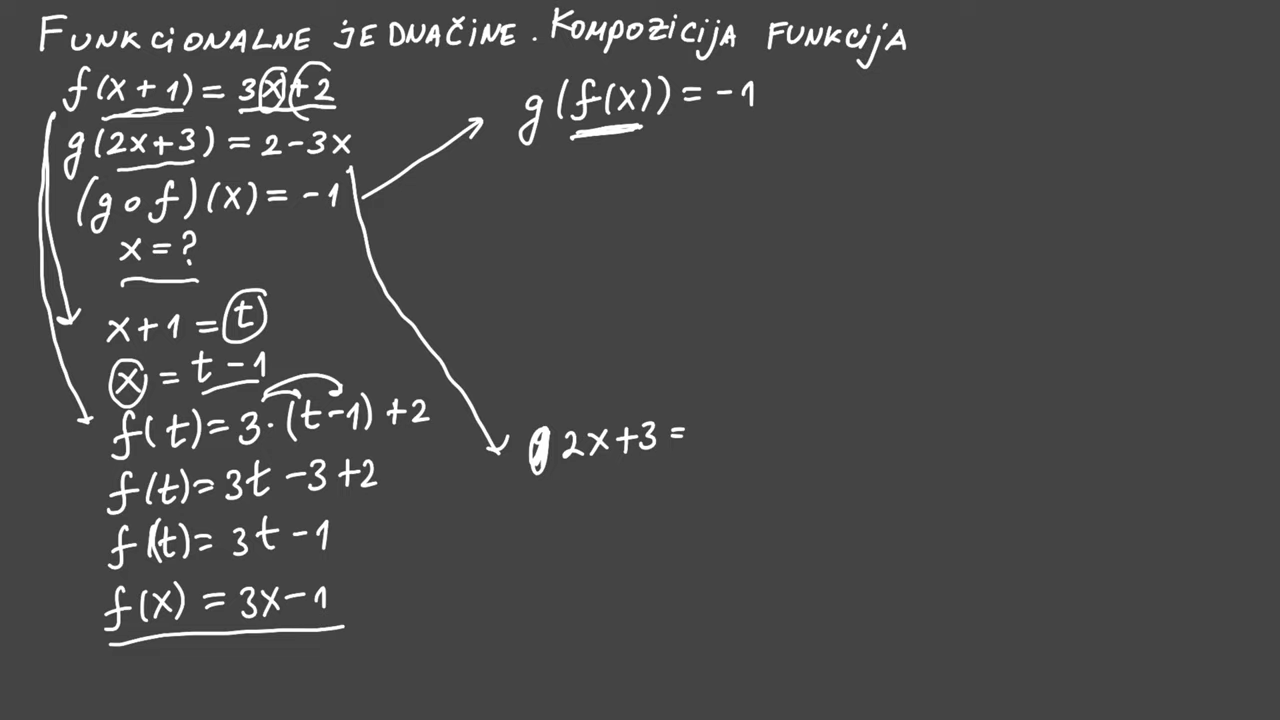 FUNKCIONALNE JEDNAČINE. KOMPOZICIJA FUNKCIJA
f(x+1) = 3x+2
g(2x+3) = 2-3x
(g∘f)(x) = -1
x = ?
x+1 = t
x = t-1
f(t) = 3·(t-1)+2
f(t) = 3t-3+2
f(t) = 3t-1
f(x) = 3x-1
g(f(x)) = -1
2x+3 =